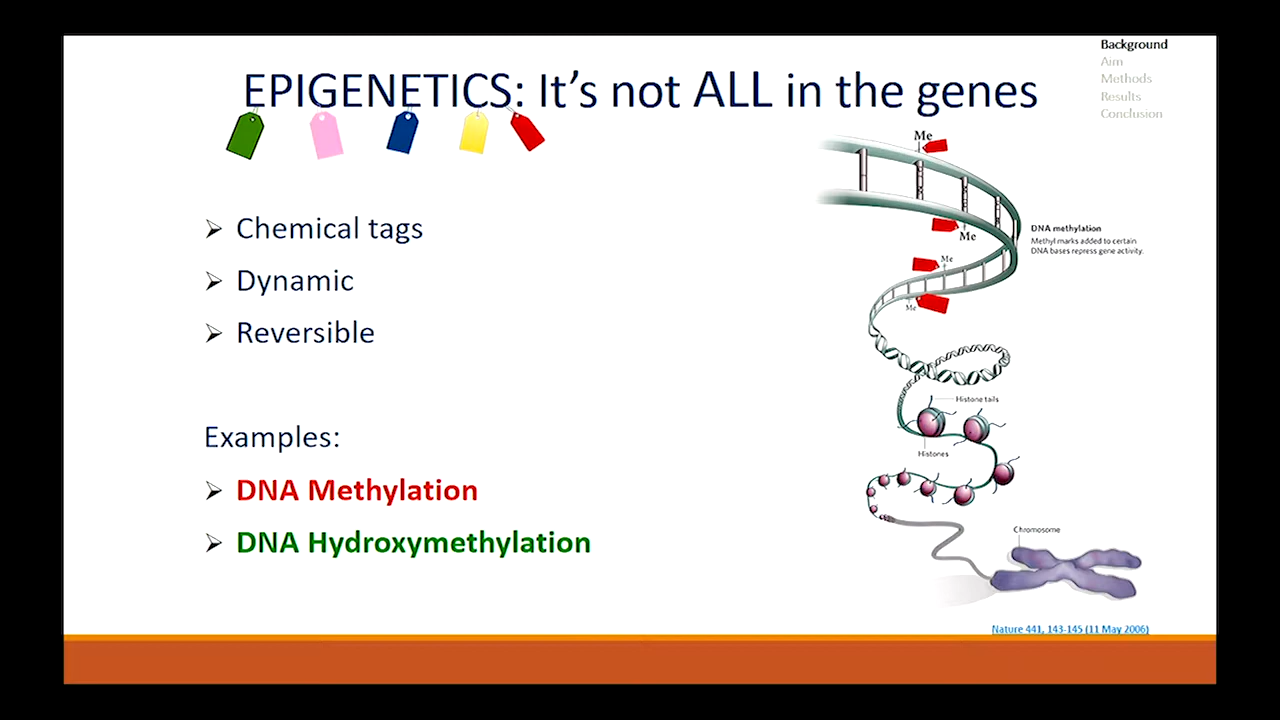 Background
Aim
Methods
Results
Conclusion
EPIGENETICS: It's not ALL in the genes
Chemical tags
Dynamic
Reversible
Examples:
DNA Methylation
DNA Hydroxymethylation
Me
Me
Me
Me
DNA methylation
Methyl marks added to certain
DNA bases repress gene activity.
Histone tails
Histones
Chromosome
Nature 441, 143-145 (11 May 2006)